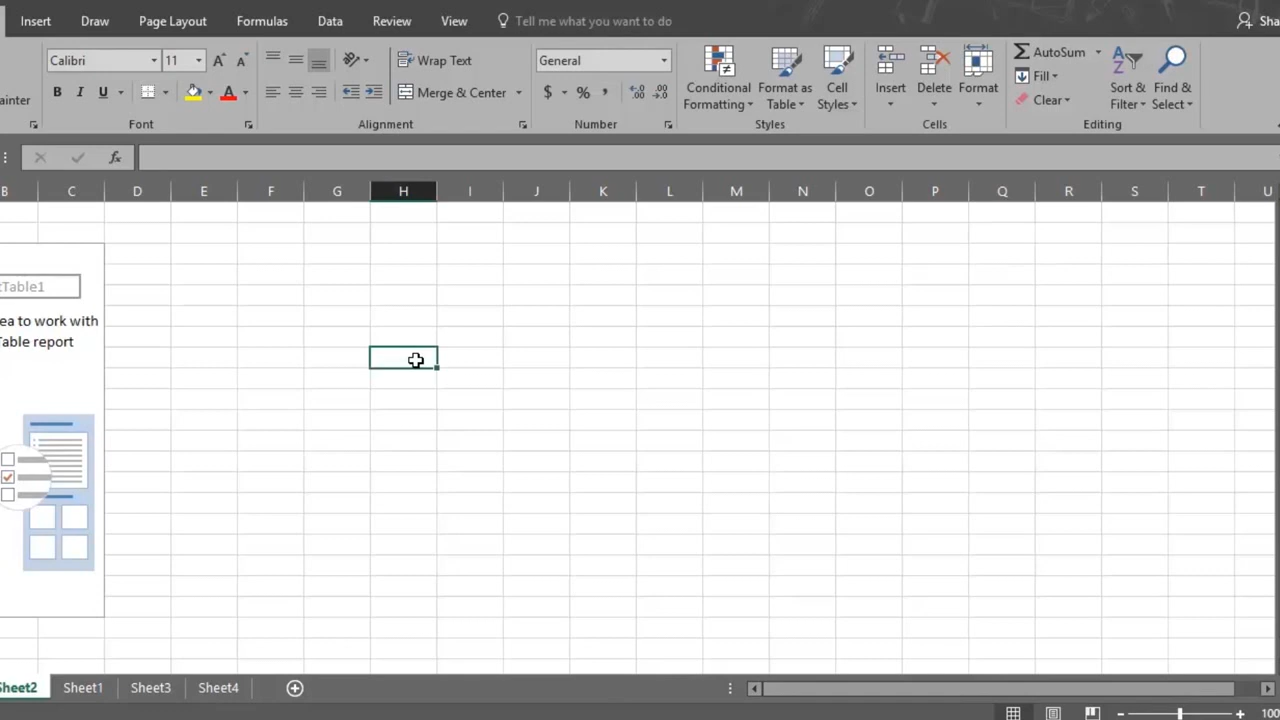 Insert Draw Page Layout Formulas Data Review View Tell me what you want to do Sha
Calibri 11 Wrap Text General Conditional Formatting Format as Table Cell Styles Insert Delete Format AutoSum Fill Clear Sort & Filter Find & Select
ainter B I U Merge & Center $ % ,
Font Alignment Number Styles Cells Editing
fx
B C D E F G H I J K L M N O P Q R S T U
tTable1
ea to work with
Table report
Sheet2 Sheet1 Sheet3 Sheet4
100